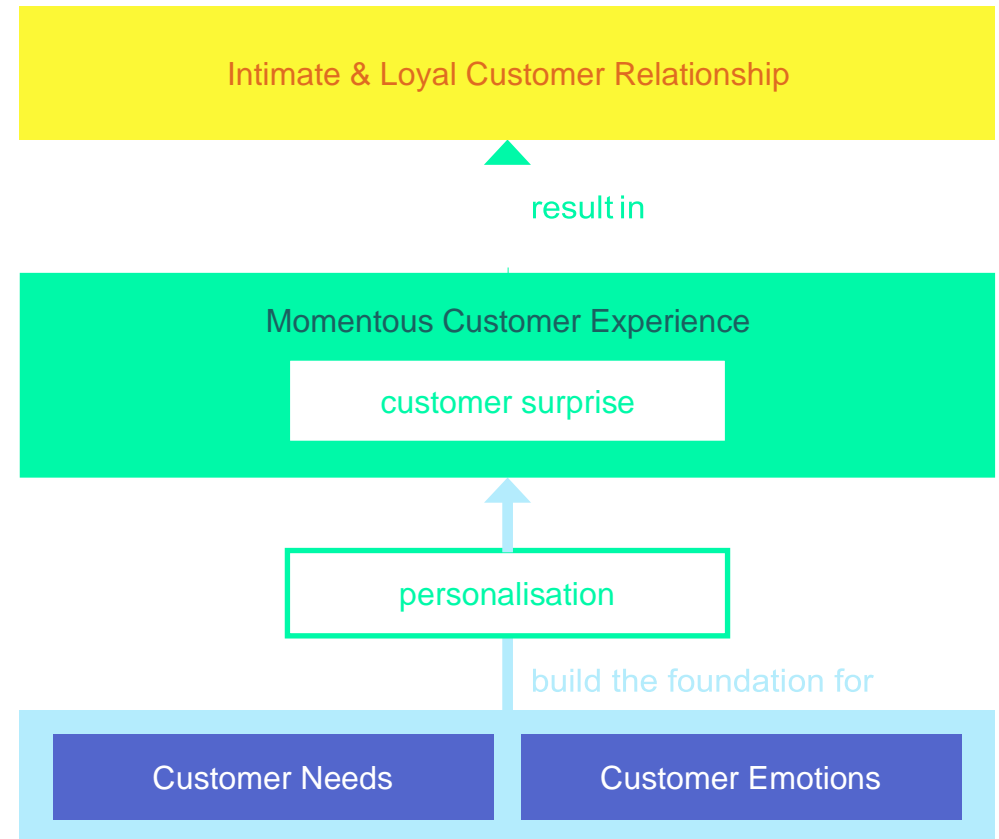 Intimate & Loyal Customer Relationship
result in
Momentous Customer Experience
customer surprise
personalisation
build the foundation for
Customer Needs
Customer Emotions